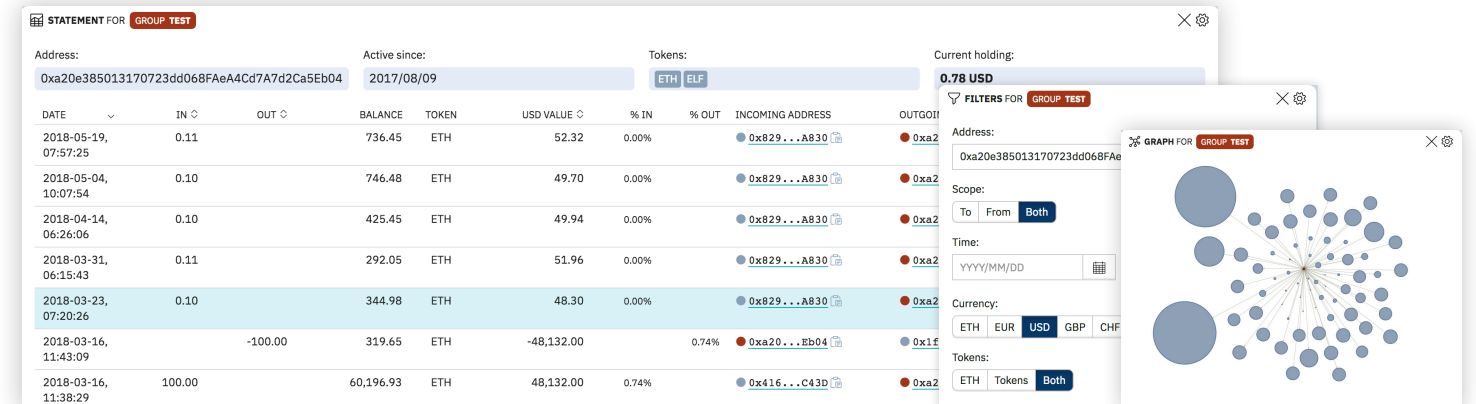 STATEMENT FOR GROUP TEST
Address: Active since: Tokens: Current holding:
0xa20e385013170723dd068FAeA4Cd7A7d2Ca5Eb04 2017/08/09 ETH ELF 0.78 USD
DATE IN OUT BALANCE TOKEN USD VALUE % IN % OUT INCOMING ADDRESS
2018-05-19, 0.11 736.45 ETH 52.32 0.00% 0x829...A830 0xa2
07:57:25
2018-05-04, 0.10 746.48 ETH 49.70 0.00% 0x829...A830 0xa2
10:07:54
2018-04-14, 0.10 425.45 ETH 49.94 0.00% 0x829...A830 0xa2
06:26:06
2018-03-31, 0.11 292.05 ETH 51.96 0.00% 0x829...A830 0xa2
06:15:43
2018-03-23, 0.10 344.98 ETH 48.30 0.00% 0x829...A830 0xa2
07:20:26
2018-03-16, -100.00 319.65 ETH -48,132.00 0.74% 0xa20...Eb04 0x1f
11:43:09
2018-03-16, 100.00 60,196.93 ETH 48,132.00 0.74% 0x416...C43D 0xa2
11:38:29
FILTERS FOR GROUP TEST
Address:
0xa20e385013170723dd068FAe
Scope:
To From Both
Time:
YYYY/MM/DD
Currency:
ETH EUR USD GBP CHF
Tokens:
ETH Tokens Both
GRAPH FOR GROUP TEST